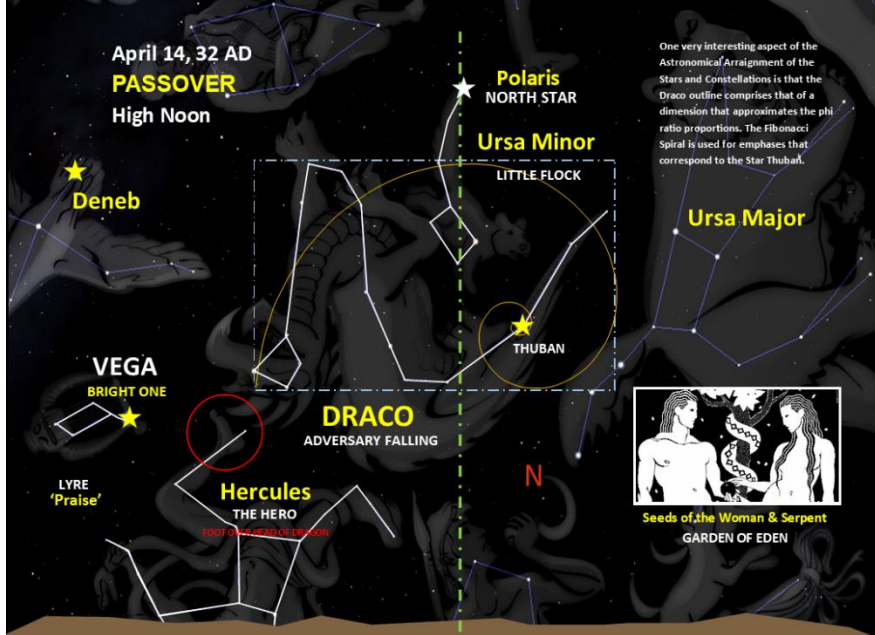 April 14, 32 AD
PASSOVER
High Noon
Polaris
NORTH STAR
Ursa Minor
LITTLE FLOCK
One very interesting aspect of the
Astronomical Arraignment of the
Stars and Constellations is that the
Draco outline comprises that of a
dimension that approximates the phi
ratio proportions. The Fibonacci
Spiral is used for emphases that
correspond to the Star Thuban.
Deneb
Ursa Major
THUBAN
VEGA
BRIGHT ONE
DRACO
ADVERSARY FALLING
LYRE
'Praise'
Hercules
THE HERO
FOOT OVER HEAD OF DRAGON
N
Seeds of the Woman & Serpent
GARDEN OF EDEN